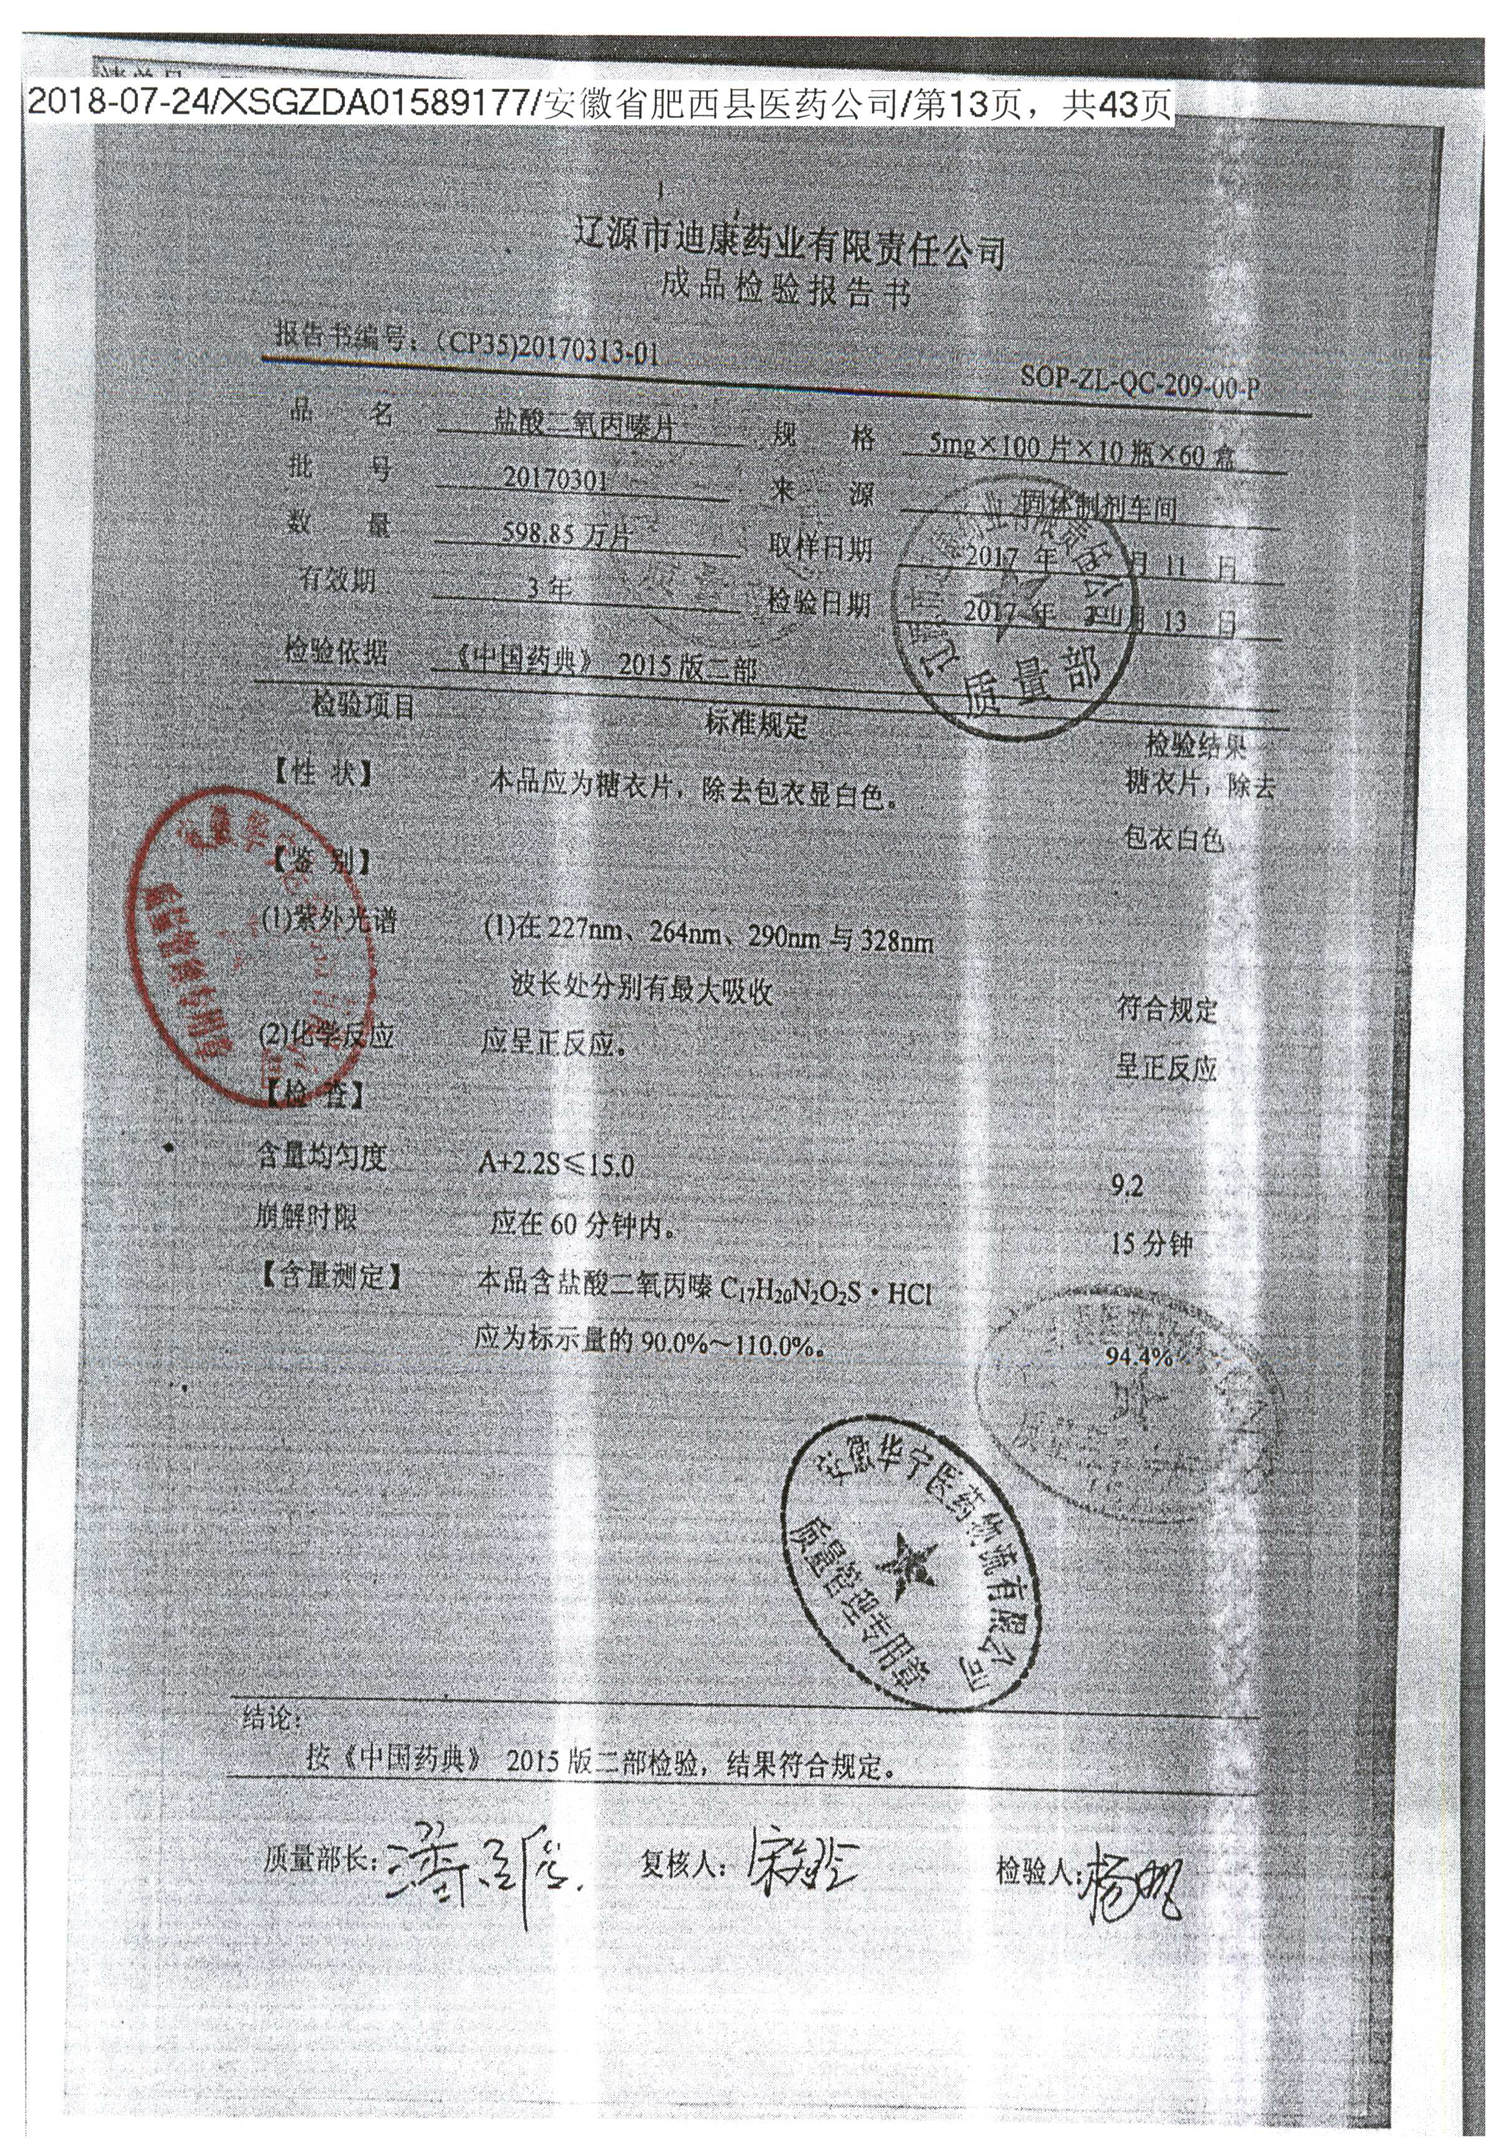 2018-07-24/XSGZDA01589177/安徽省肥西县医药公司/第13页，共43页
辽源市迪康药业有限责任公司
成品检验报告书
报告书编号：(CP35)20170313-01
SOP-ZL-QC-209-00-P
品 名 盐酸二氧丙嗪片 规 格 5mg×100片×10瓶×60盒
批 号 20170301 来 源 固体制剂车间
数 量 598.85万片 取样日期 2017 年 月 11 日
有效期 3年 检验日期 2017 年 月 13 日
检验依据 《中国药典》 2015版二部
检验项目 标准规定 检验结果
【性 状】 本品应为糖衣片，除去包衣显白色。 糖衣片，除去
包衣白色
【鉴 别】
(1)紫外光谱 (1)在227nm、264nm、290nm与328nm
波长处分别有最大吸收 符合规定
(2)化学反应 应呈正反应。 呈正反应
【检 查】
含量均匀度 A+2.2S≤15.0 9.2
崩解时限 应在60分钟内。 15分钟
【含量测定】 本品含盐酸二氧丙嗪C₁₇H₂₀N₂O₂S·HCl
应为标示量的90.0%～110.0%。 94.4%
质量部
安徽华宁医药物流有限公司
质量管理专用章
结论：
按《中国药典》 2015版二部检验，结果符合规定。
质量部长： 复核人： 检验人：杨帆